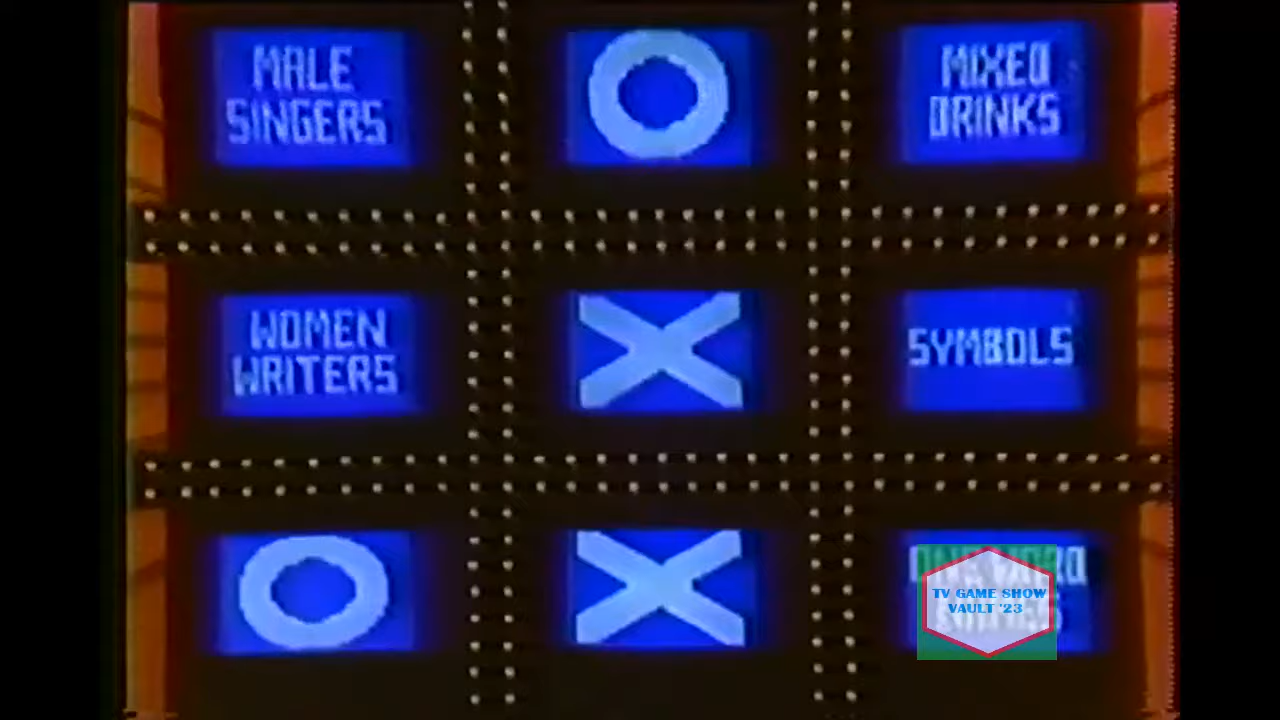 MALE
SINGERS
O
MIXED
DRINKS
WOMEN
WRITERS
X
SYMBOLS
O
X
TV GAME SHOW
VAULT '23